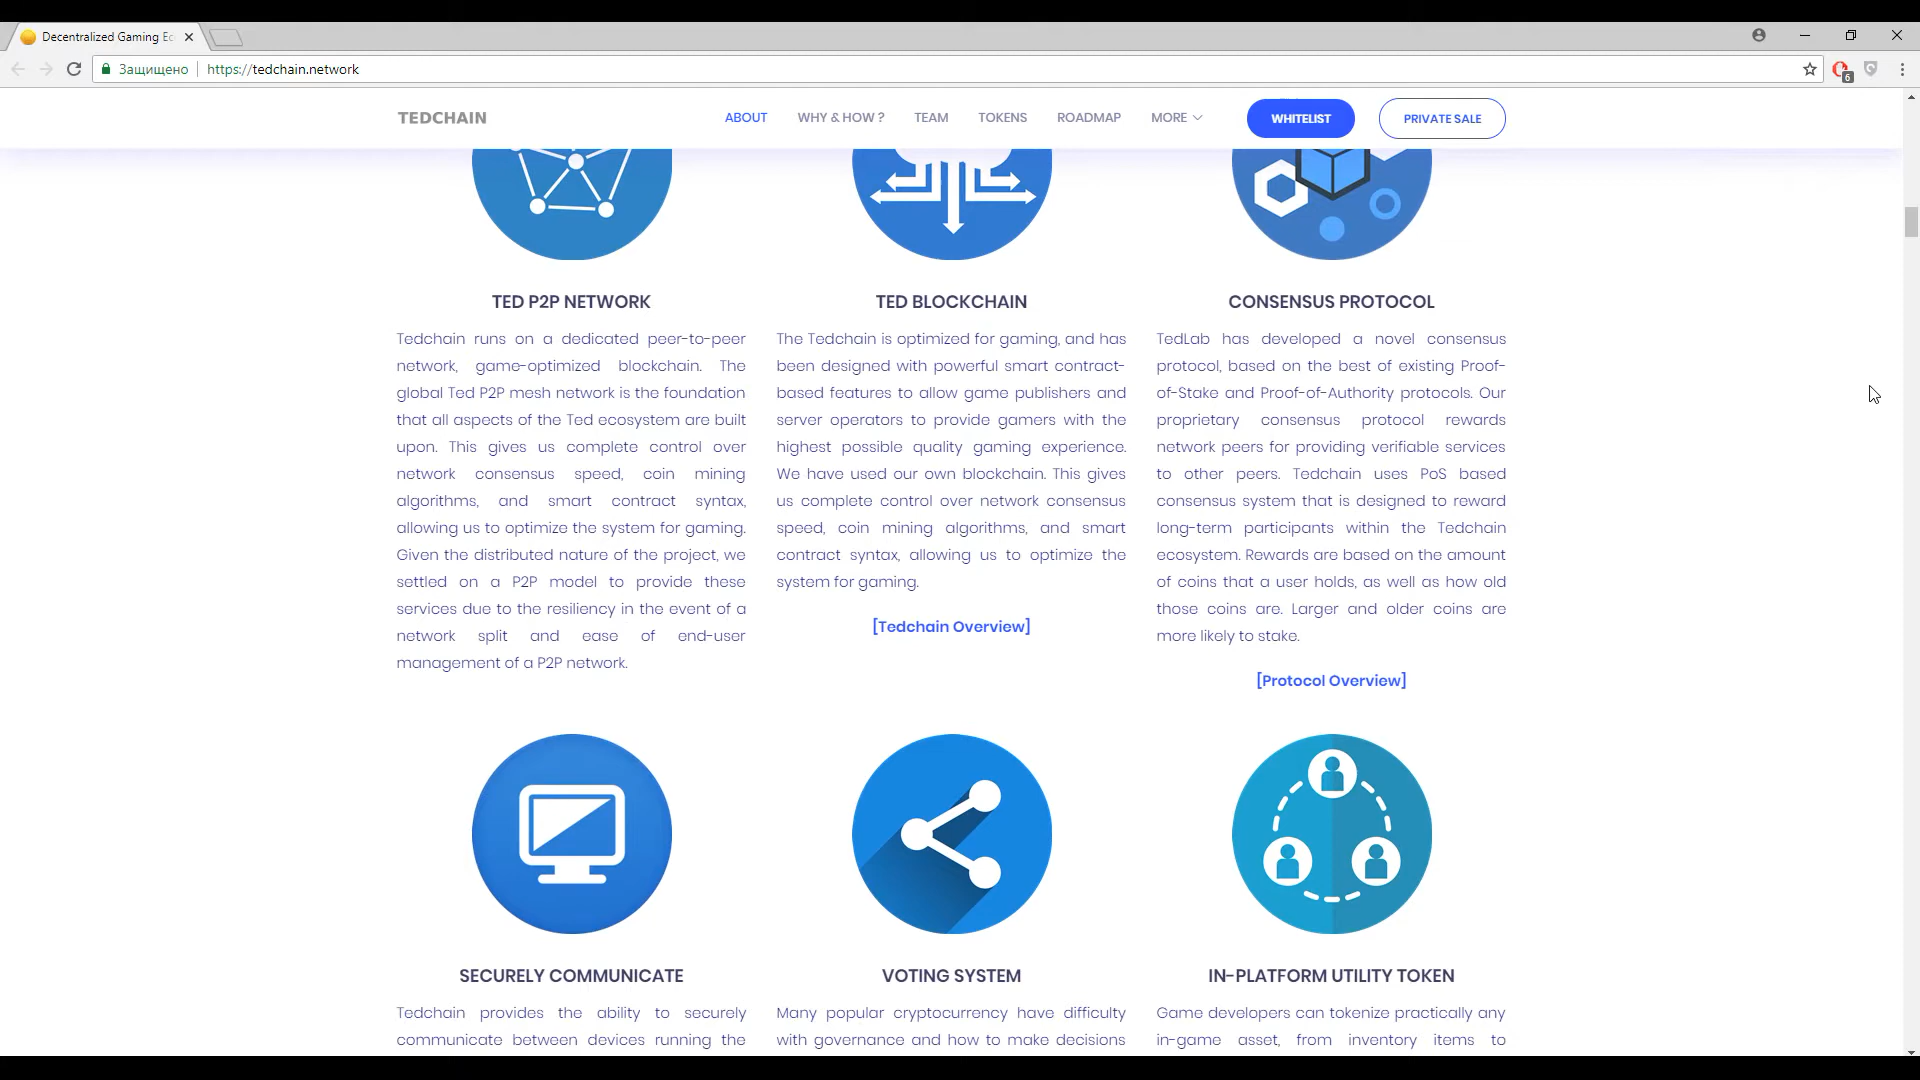 Decentralized Gaming Ec
Защищено
https://tedchain.network
6
TEDCHAIN
ABOUT
WHY & HOW ?
TEAM
TOKENS
ROADMAP
MORE
WHITELIST
PRIVATE SALE
TED P2P NETWORK
Tedchain runs on a dedicated peer-to-peer
network, game-optimized blockchain. The
global Ted P2P mesh network is the foundation
that all aspects of the Ted ecosystem are built
upon. This gives us complete control over
network consensus speed, coin mining
algorithms, and smart contract syntax,
allowing us to optimize the system for gaming.
Given the distributed nature of the project, we
settled on a P2P model to provide these
services due to the resiliency in the event of a
network split and ease of end-user
management of a P2P network.
TED BLOCKCHAIN
The Tedchain is optimized for gaming, and has
been designed with powerful smart contract-
based features to allow game publishers and
server operators to provide gamers with the
highest possible quality gaming experience.
We have used our own blockchain. This gives
us complete control over network consensus
speed, coin mining algorithms, and smart
contract syntax, allowing us to optimize the
system for gaming.
[Tedchain Overview]
CONSENSUS PROTOCOL
TedLab has developed a novel consensus
protocol, based on the best of existing Proof-
of-Stake and Proof-of-Authority protocols. Our
proprietary consensus protocol rewards
network peers for providing verifiable services
to other peers. Tedchain uses PoS based
consensus system that is designed to reward
long-term participants within the Tedchain
ecosystem. Rewards are based on the amount
of coins that a user holds, as well as how old
those coins are. Larger and older coins are
more likely to stake.
[Protocol Overview]
SECURELY COMMUNICATE
Tedchain provides the ability to securely
communicate between devices running the
VOTING SYSTEM
Many popular cryptocurrency have difficulty
with governance and how to make decisions
IN-PLATFORM UTILITY TOKEN
Game developers can tokenize practically any
in-game asset, from inventory items to